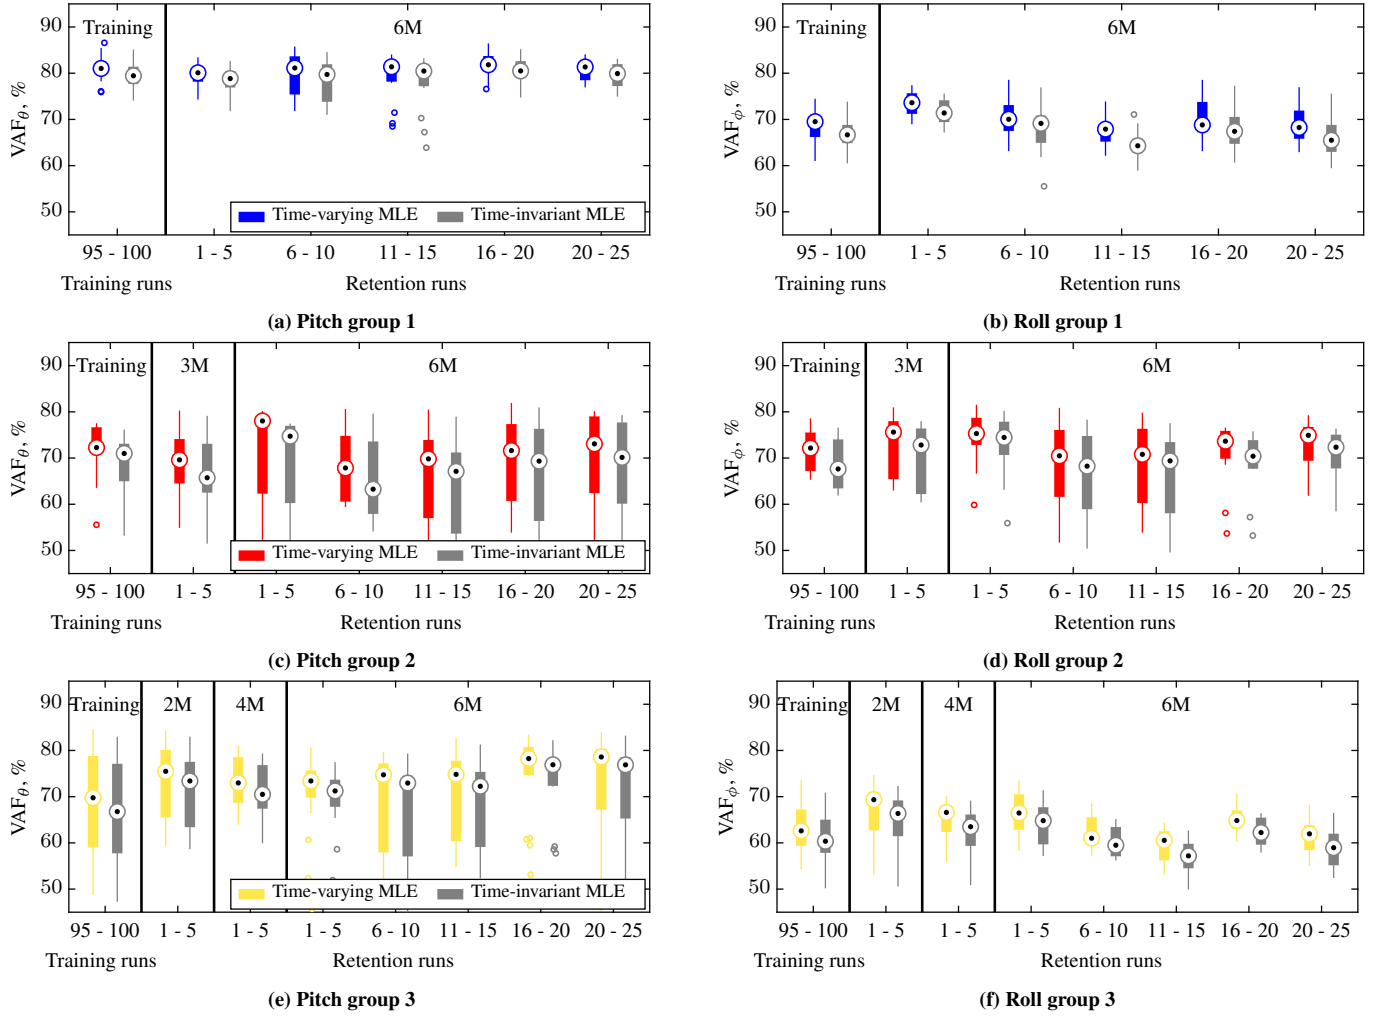 Training 6M
VAFθ, %
90
80
70
60
50
Time-varying MLE Time-invariant MLE
95 - 100 1 - 5 6 - 10 11 - 15 16 - 20 20 - 25
Training runs Retention runs
(a) Pitch group 1
Training 6M
VAFϕ, %
90
80
70
60
50
95 - 100 1 - 5 6 - 10 11 - 15 16 - 20 20 - 25
Training runs Retention runs
(b) Roll group 1
Training 3M 6M
VAFθ, %
90
80
70
60
50
Time-varying MLE Time-invariant MLE
95 - 100 1 - 5 1 - 5 6 - 10 11 - 15 16 - 20 20 - 25
Training runs Retention runs
(c) Pitch group 2
Training 3M 6M
VAFϕ, %
90
80
70
60
50
95 - 100 1 - 5 1 - 5 6 - 10 11 - 15 16 - 20 20 - 25
Training runs Retention runs
(d) Roll group 2
Training 2M 4M 6M
VAFθ, %
90
80
70
60
50
Time-varying MLE Time-invariant MLE
95 - 100 1 - 5 1 - 5 1 - 5 6 - 10 11 - 15 16 - 20 20 - 25
Training runs Retention runs
(e) Pitch group 3
Training 2M 4M 6M
VAFϕ, %
90
80
70
60
50
95 - 100 1 - 5 1 - 5 1 - 5 6 - 10 11 - 15 16 - 20 20 - 25
Training runs Retention runs
(f) Roll group 3